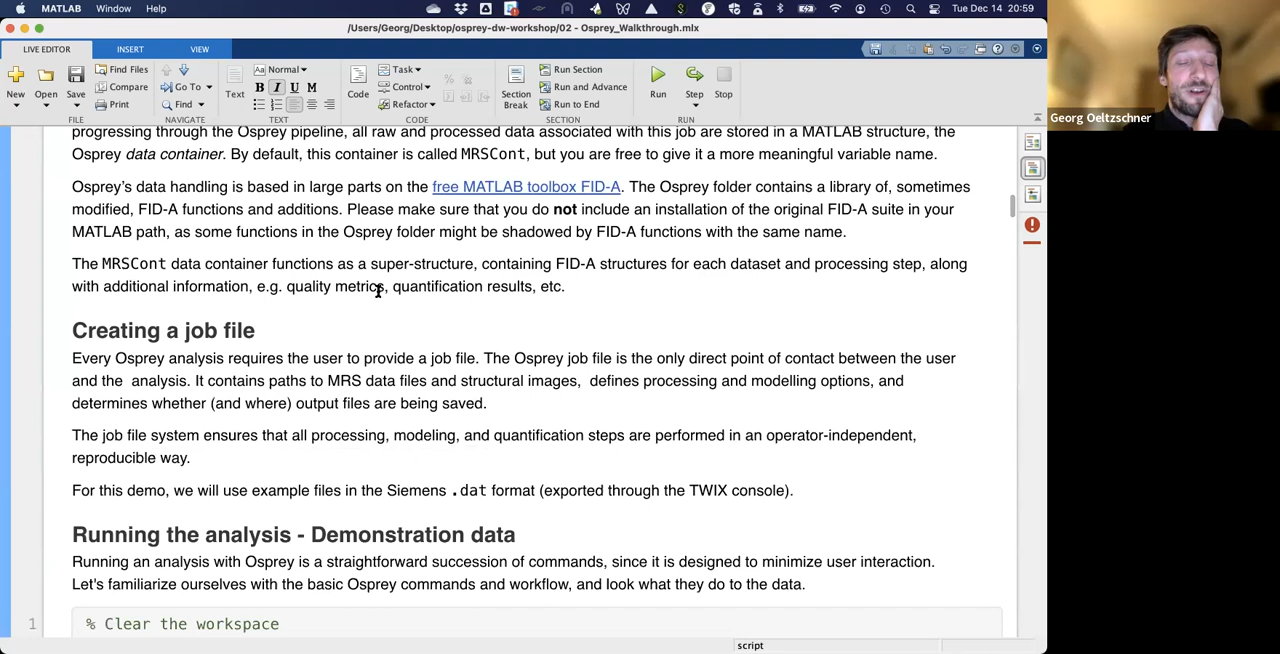 MATLAB Window Help Tue Dec 14 20:59
/Users/Georg/Desktop/osprey-dw-workshop/02 - Osprey_Walkthrough.mlx
LIVE EDITOR INSERT VIEW
New Open Save Find Files Compare Print
FILE
Go To Find
NAVIGATE
Text Aa Normal B I U M
TEXT
Code Task Control Refactor
CODE
Section Break Run Section Run and Advance Run to End
SECTION
Run Step Stop
RUN
Georg Oeltzschner
progressing through the Osprey pipeline, all raw and processed data associated with this job are stored in a MATLAB structure, the
Osprey data container. By default, this container is called MRSCont, but you are free to give it a more meaningful variable name.
Osprey's data handling is based in large parts on the free MATLAB toolbox FID-A. The Osprey folder contains a library of, sometimes
modified, FID-A functions and additions. Please make sure that you do not include an installation of the original FID-A suite in your
MATLAB path, as some functions in the Osprey folder might be shadowed by FID-A functions with the same name.
The MRSCont data container functions as a super-structure, containing FID-A structures for each dataset and processing step, along
with additional information, e.g. quality metrics, quantification results, etc.
Creating a job file
Every Osprey analysis requires the user to provide a job file. The Osprey job file is the only direct point of contact between the user
and the  analysis. It contains paths to MRS data files and structural images,  defines processing and modelling options, and
determines whether (and where) output files are being saved.
The job file system ensures that all processing, modeling, and quantification steps are performed in an operator-independent,
reproducible way.
For this demo, we will use example files in the Siemens .dat format (exported through the TWIX console).
Running the analysis - Demonstration data
Running an analysis with Osprey is a straightforward succession of commands, since it is designed to minimize user interaction.
Let's familiarize ourselves with the basic Osprey commands and workflow, and look what they do to the data.
1 % Clear the workspace
script